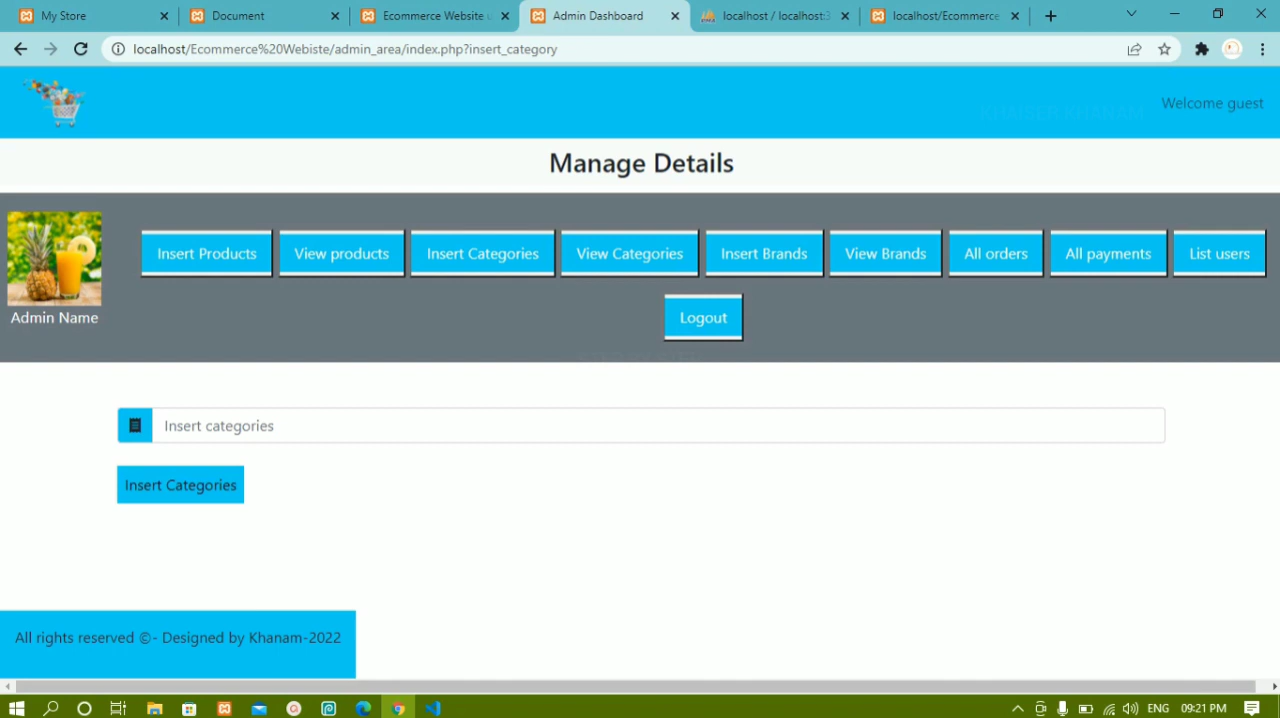 My Store
Document
Ecommerce Website u
Admin Dashboard
localhost / localhost:3
localhost/Ecommerce
localhost/Ecommerce%20Webiste/admin_area/index.php?insert_category
KHAISER KHANAM
Welcome guest
Manage Details
Insert Products
View products
Insert Categories
View Categories
Insert Brands
View Brands
All orders
All payments
List users
Admin Name
Logout
Insert categories
Insert Categories
All rights reserved ©- Designed by Khanam-2022
ENG
09:21 PM